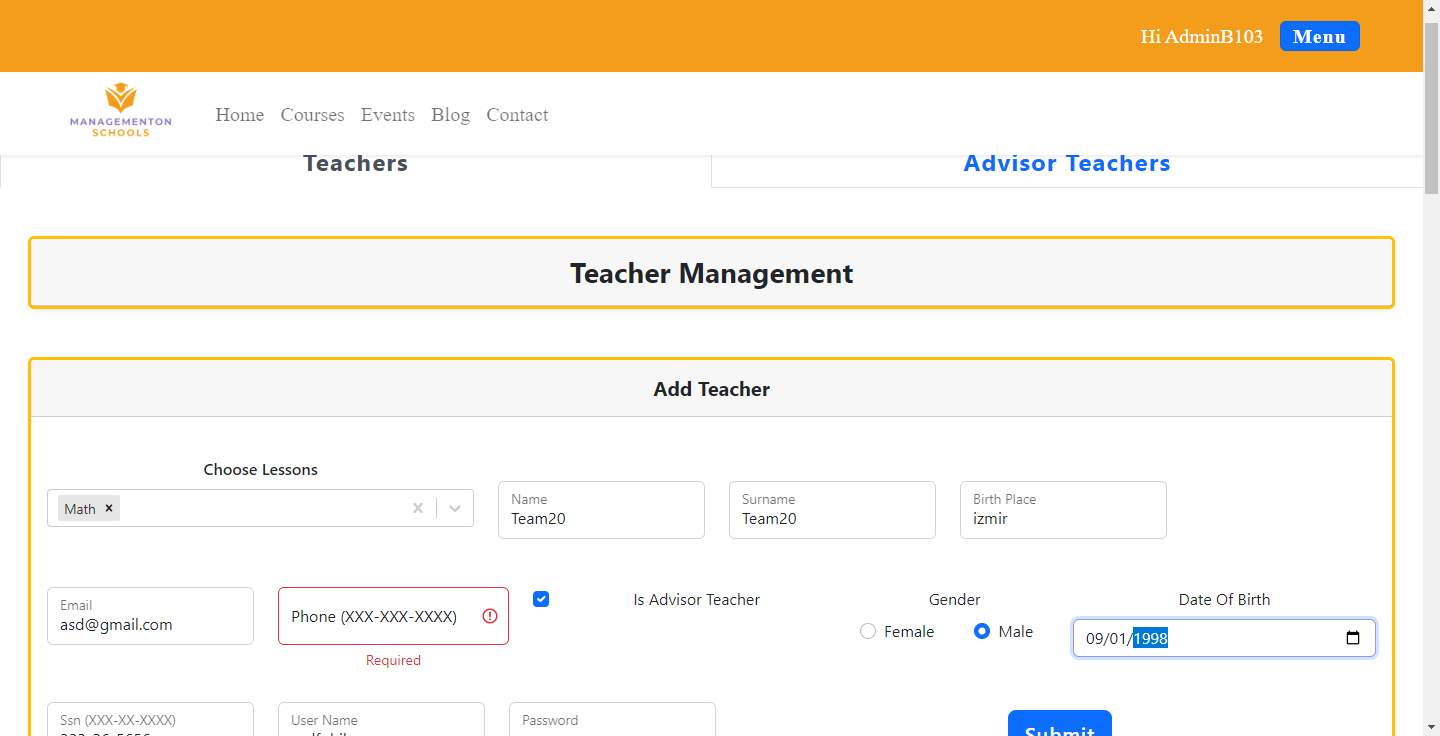 Hi AdminB103 Menu
MANAGEMENTON
SCHOOLS
Home Courses Events Blog Contact
Teachers Advisor Teachers
Teacher Management
Add Teacher
Choose Lessons
Math
Name
Team20
Surname
Team20
Birth Place
izmir
Email
asd@gmail.com
Phone (XXX-XXX-XXXX)
Required
Is Advisor Teacher
Gender
Female Male
Date Of Birth
09/01/1998
Ssn (XXX-XX-XXXX)
User Name
Password
Submit